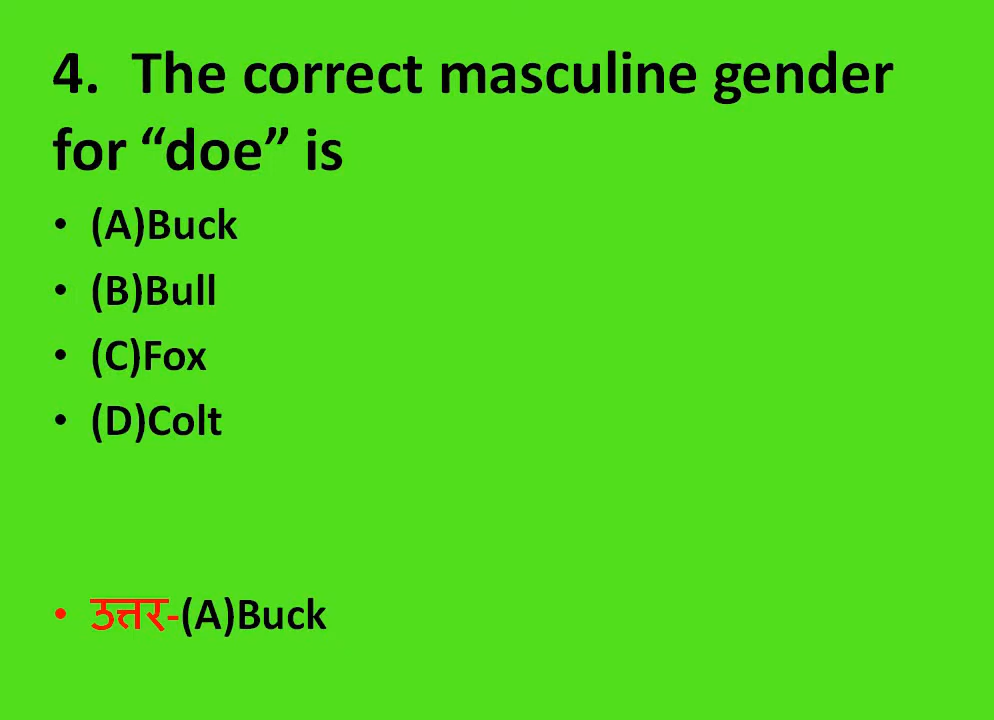 4. The correct masculine gender
for “doe” is
• (A)Buck
• (B)Bull
• (C)Fox
• (D)Colt
• उत्तर-(A)Buck